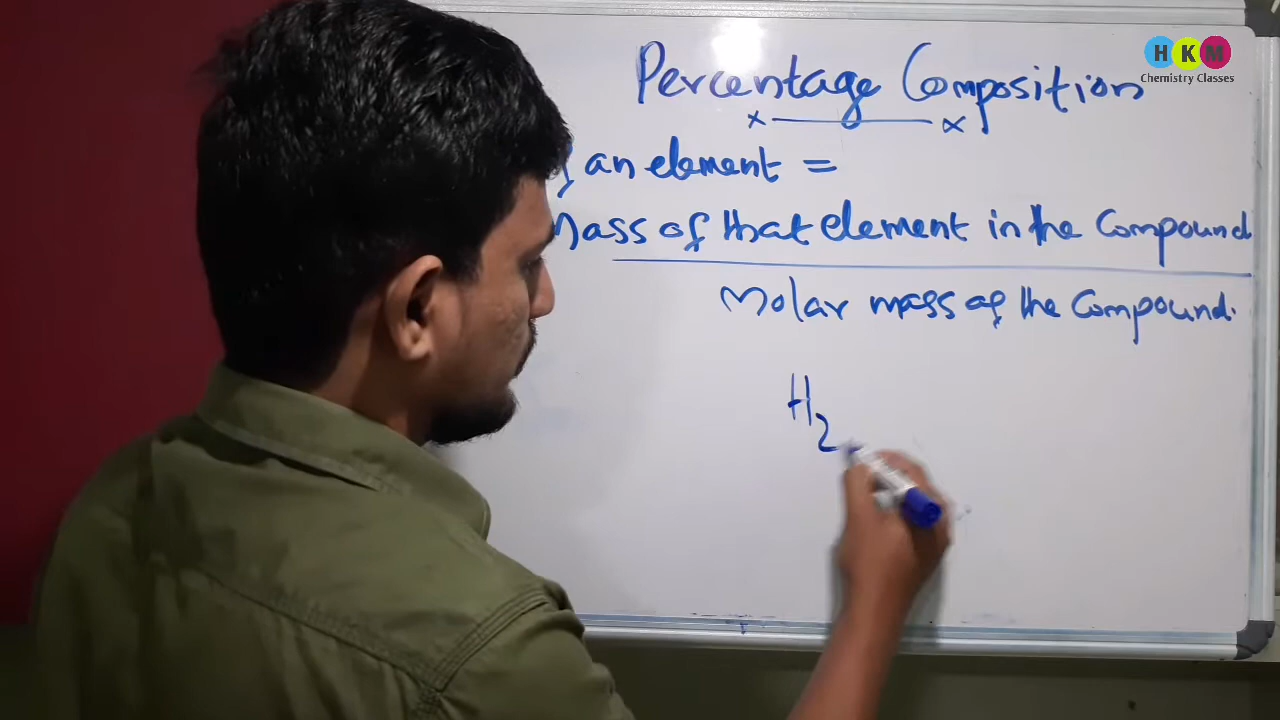 HKM
Chemistry Classes
Percentage Composition
an element =
Mass of that element in the Compound
Molar mass of the Compound.
H2